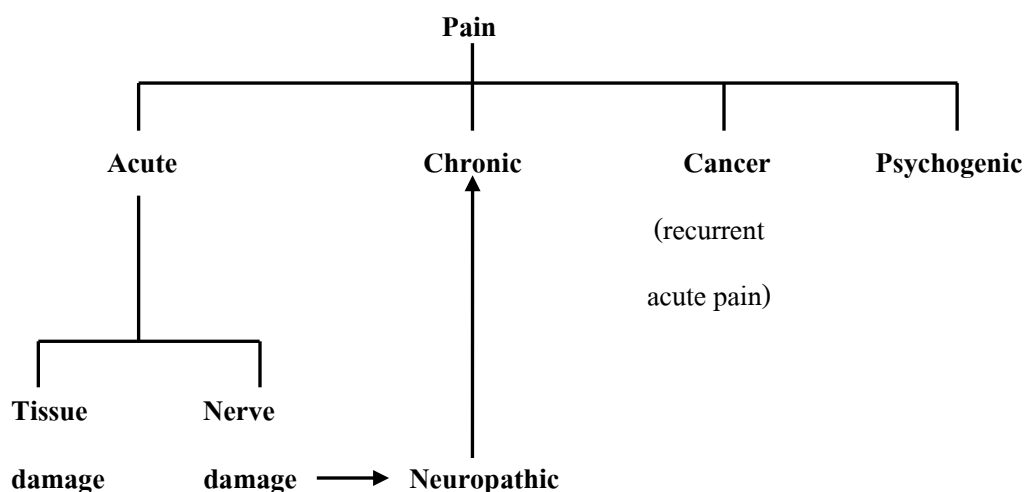 Pain
Acute Chronic Cancer Psychogenic
(recurrent
acute pain)
Tissue Nerve
damage damage Neuropathic